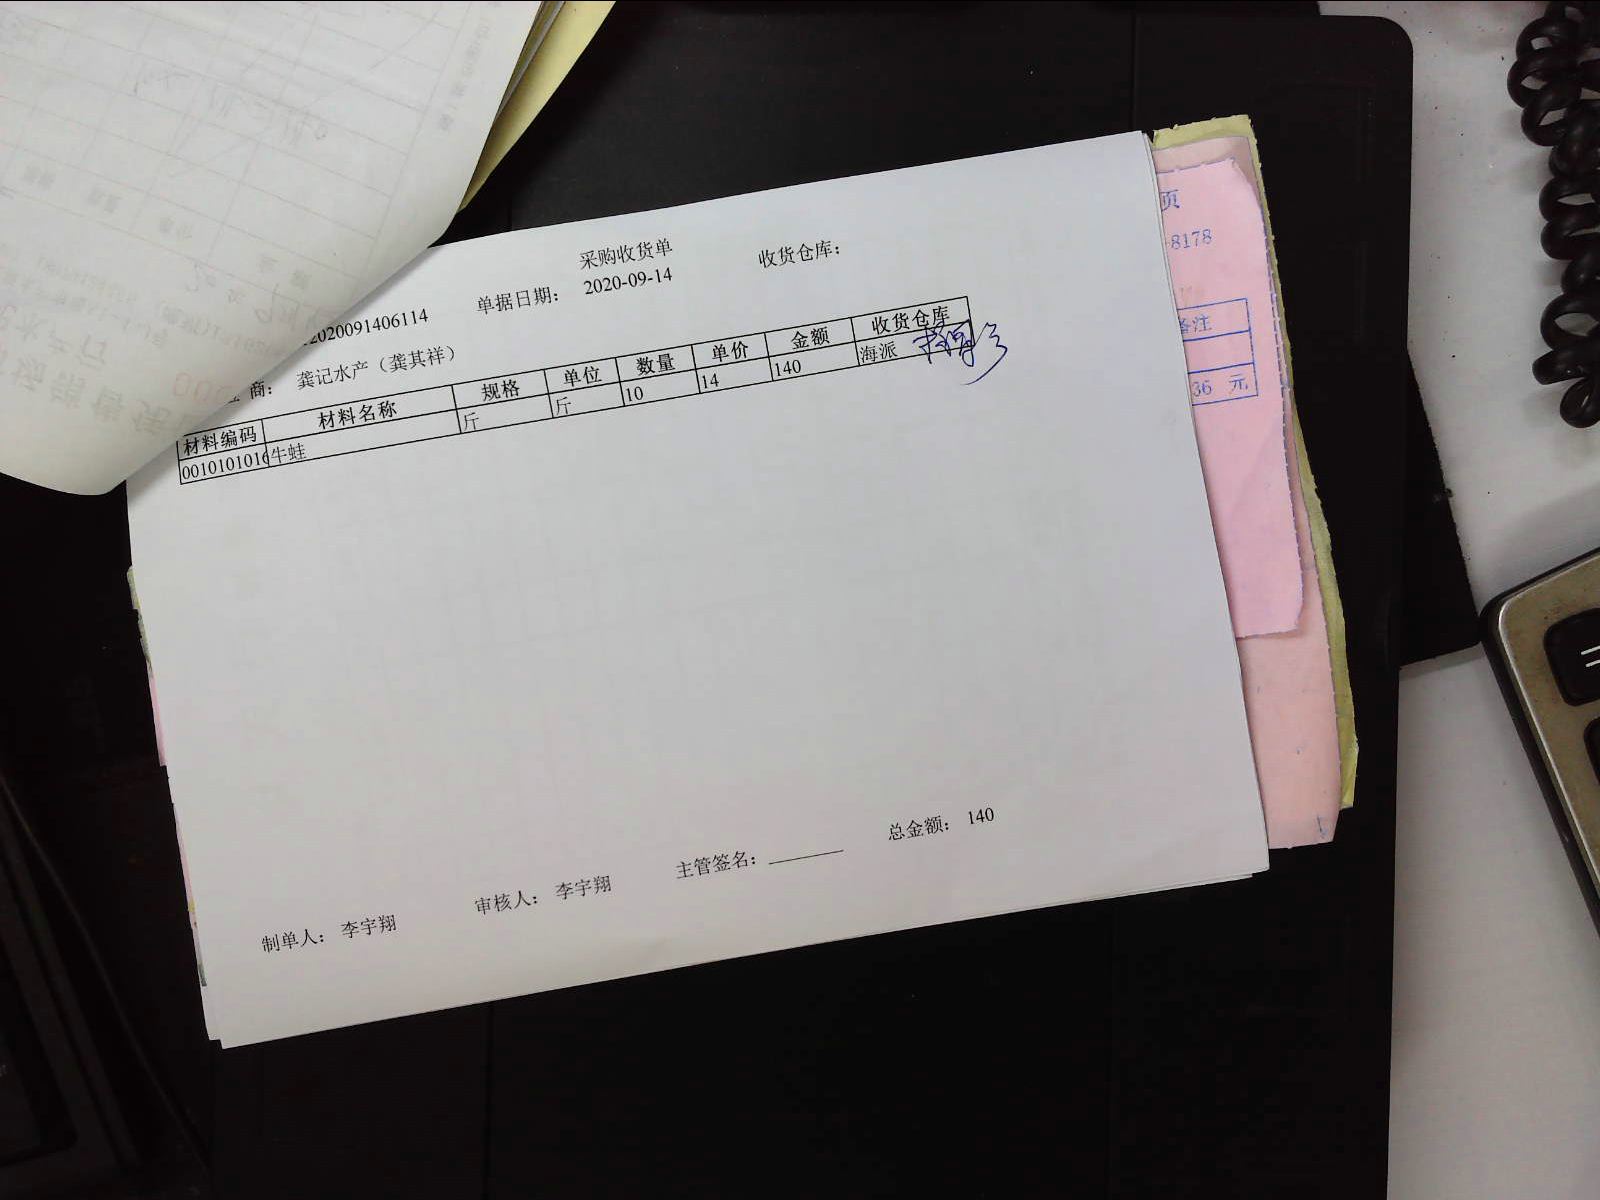 采购收货单
2020091406114 单据日期： 2020-09-14 收货仓库：
商： 龚记水产（龚其祥）
材料编码 材料名称 规格 单位 数量 单价 金额 收货仓库
001010101 牛蛙 斤 斤 10 14 140 海派
总金额： 140
制单人： 李宇翔 审核人： 李宇翔 主管签名：
页
-8178
备注
36 元